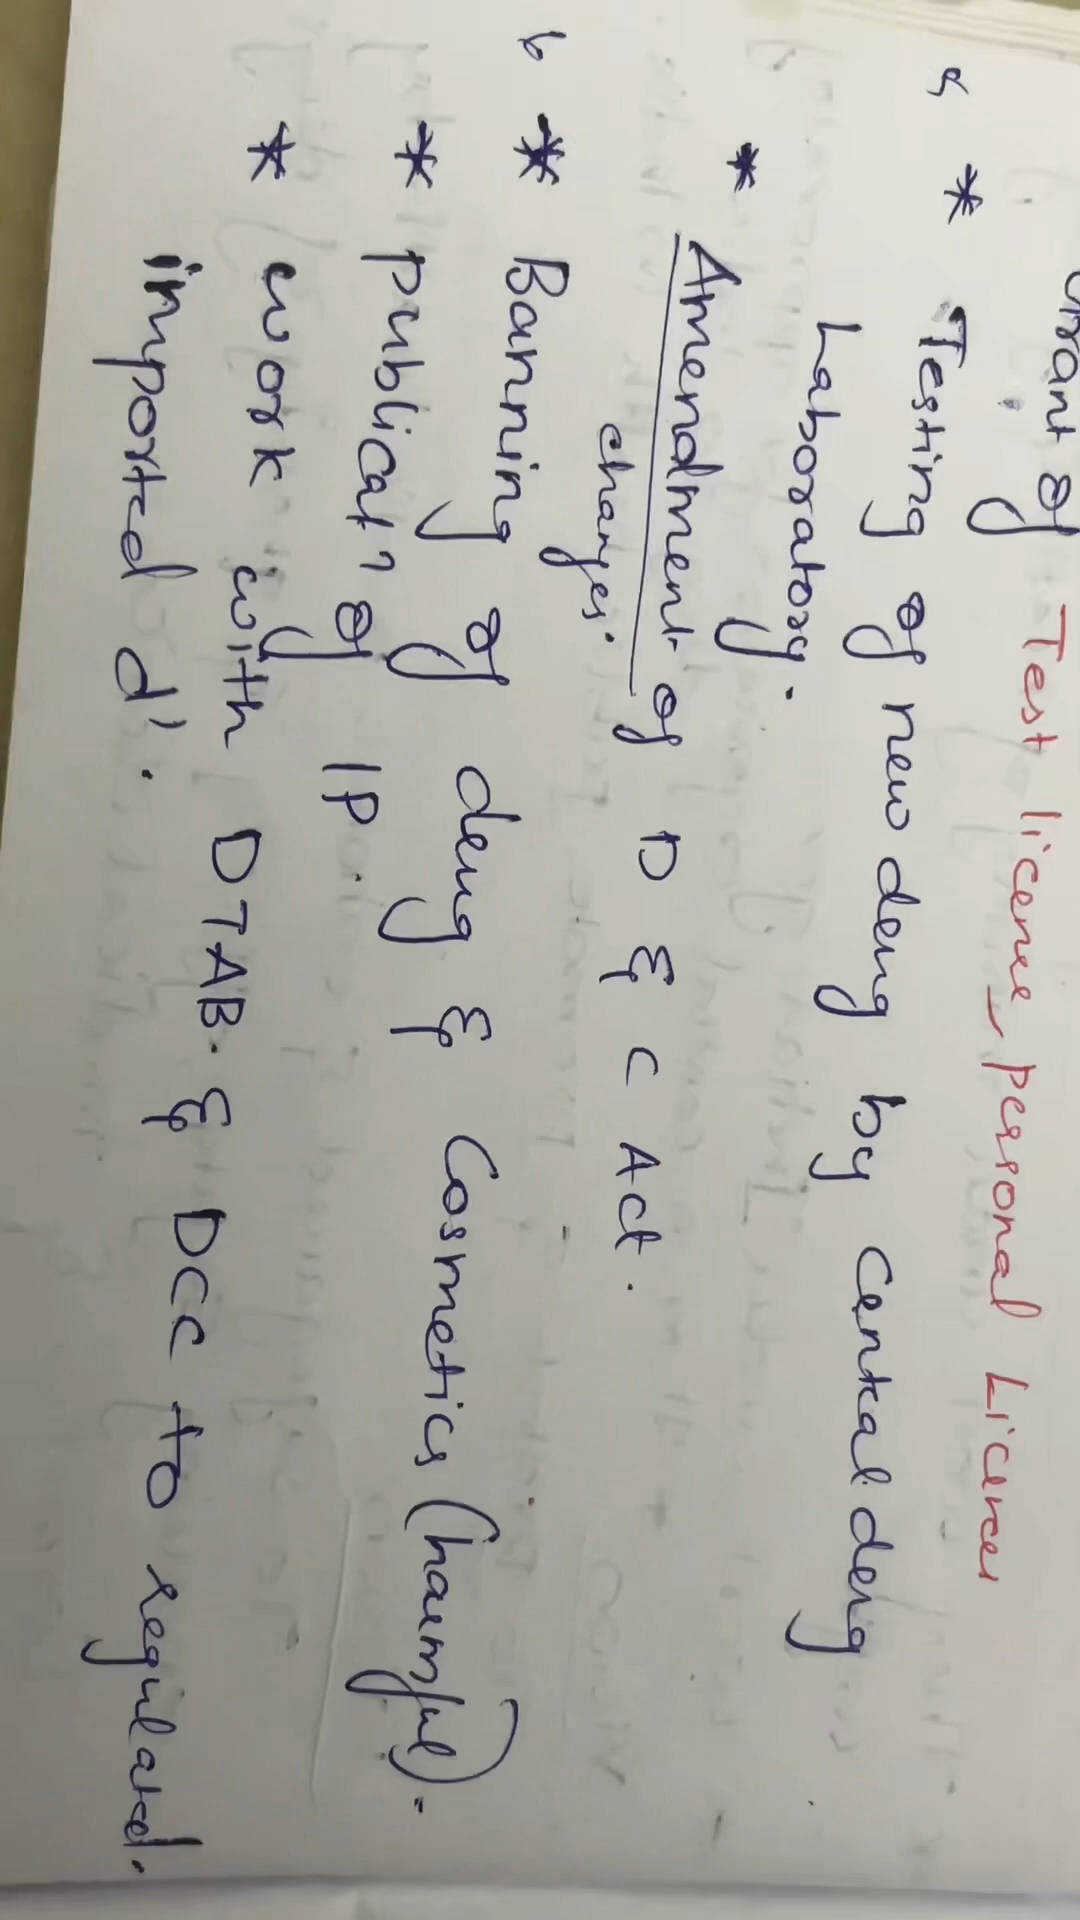 Grant of Test licence, personal Licences
5 * Testing of new drug by central drug
Laboratory.
* Amendment of D & C Act.
changes.
6 * Banning of drug & Cosmetics (harmful).
* publicatn of IP.
* work with DTAB. & DCC to regulated.
imported d'.